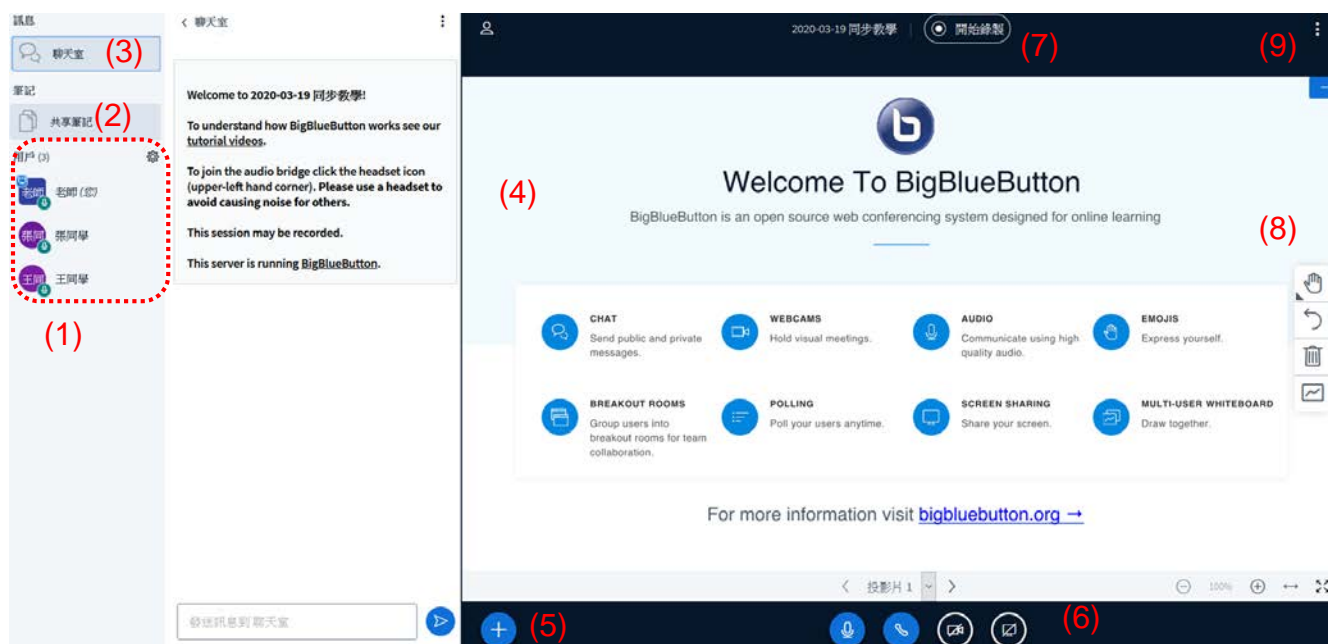 訊息
聊天室
(3)
筆記
共享筆記
(2)
用戶 (3)
老師
老師 (您)
張同
張同學
王同
王同學
(1)
聊天室
Welcome to 2020-03-19 同步教學!
To understand how BigBlueButton works see our
tutorial videos.
To join the audio bridge click the headset icon
(upper-left hand corner). Please use a headset to
avoid causing noise for others.
This session may be recorded.
This server is running BigBlueButton.
發送訊息到 聊天室
2020-03-19 同步教學
開始錄製
(7)
(9)
(4)
b
Welcome To BigBlueButton
BigBlueButton is an open source web conferencing system designed for online learning
(8)
CHAT
Send public and private
messages.
WEBCAMS
Hold visual meetings.
AUDIO
Communicate using high
quality audio.
EMOJIS
Express yourself.
BREAKOUT ROOMS
Group users into
breakout rooms for team
collaboration.
POLLING
Poll your users anytime.
SCREEN SHARING
Share your screen.
MULTI-USER WHITEBOARD
Draw together.
For more information visit bigbluebutton.org →
投影片 1
100%
(5)
(6)